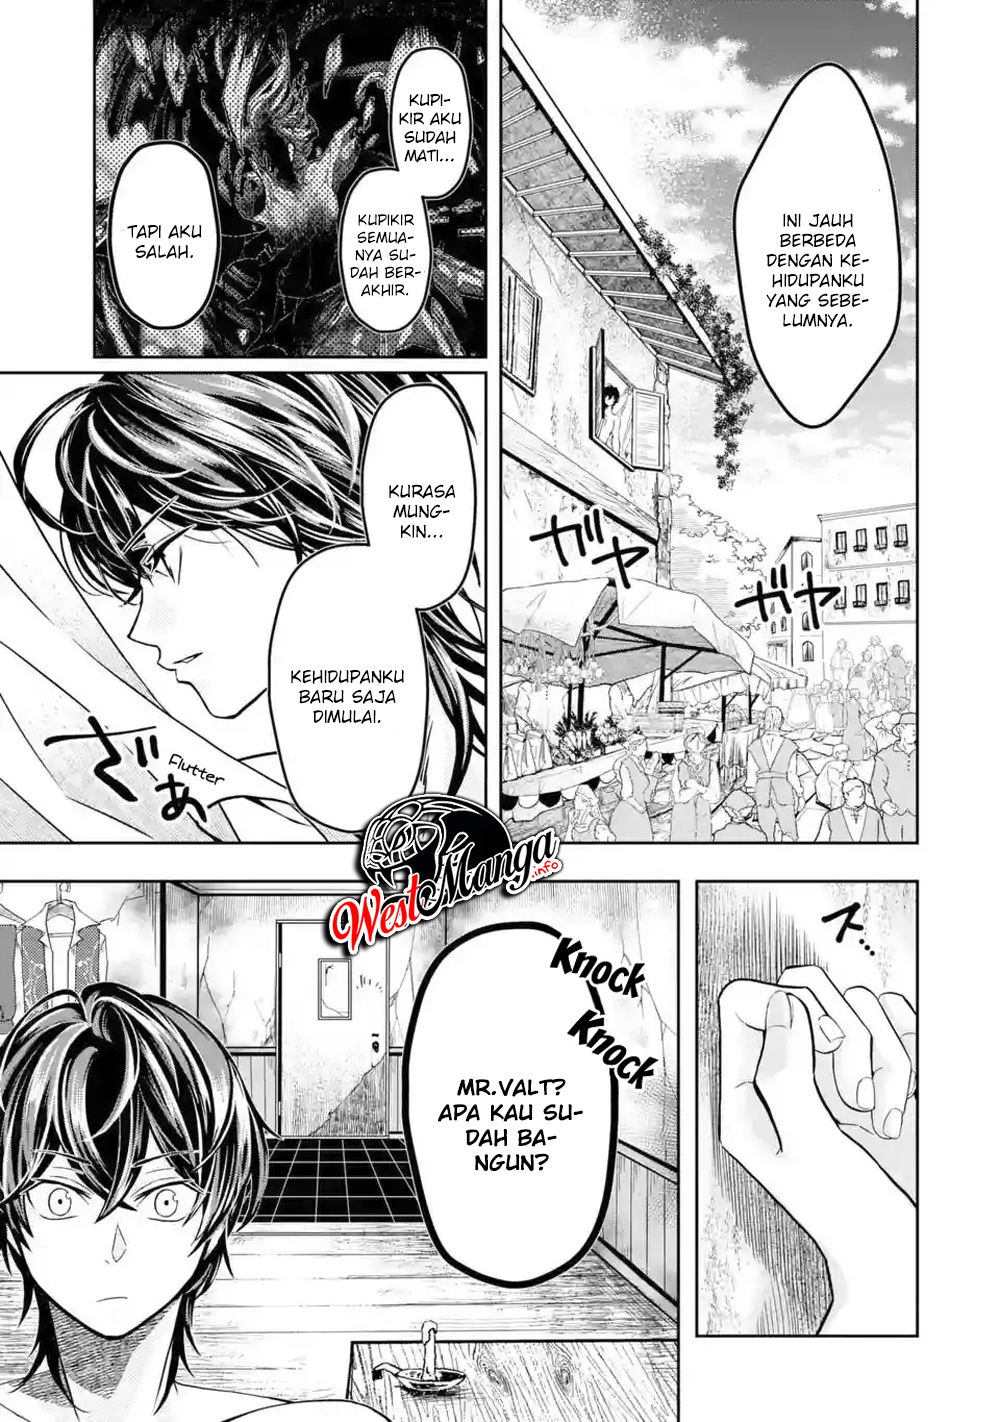 INI JAUH
BERBEDA
DENGAN KE-
HIDUPANKU
YANG SEBE-
LUMNYA.
KUPI-
KIR AKU
SUDAH
MATI...
KUPIKIR
SEMUA-
NYA SU-
DAH BER-
AKHIR.
TAPI AKU
SALAH.
ガヤ
ガヤ
KURASA
MUNG-
KIN...
KEHIDUPANKU
BARU SAJA
DIMULAI.
Flutter
WestManga
.info
ス...
Knock
Knock
MR.VALT?
APA KAU SU-
DAH BA-
NGUN?